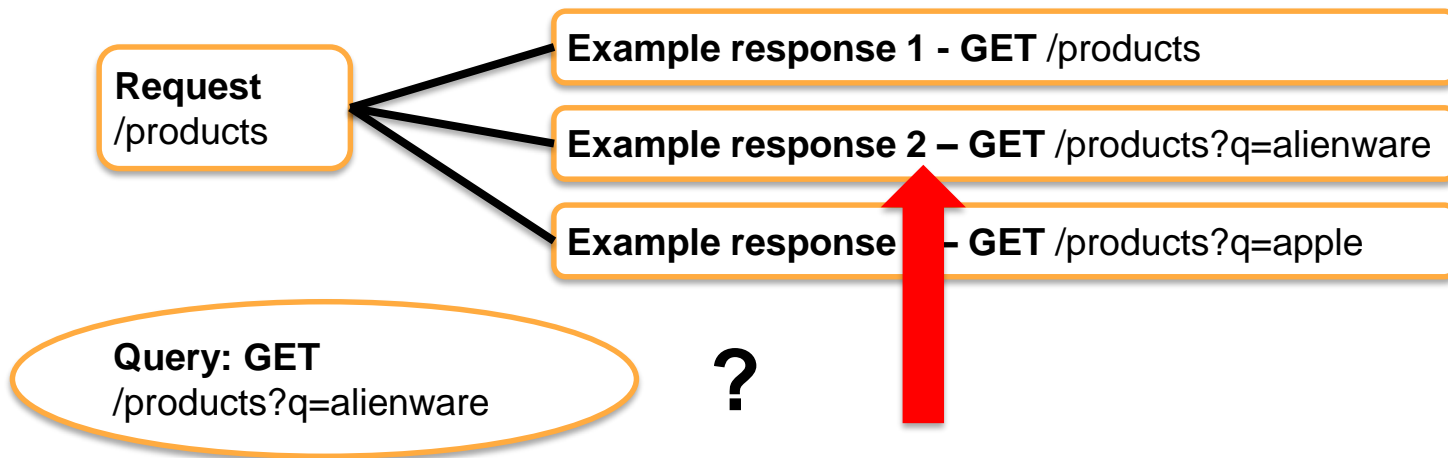 Request
/products
Example response 1 - GET /products
Example response 2 – GET /products?q=alienware
Example response – GET /products?q=apple
Query: GET
/products?q=alienware
?